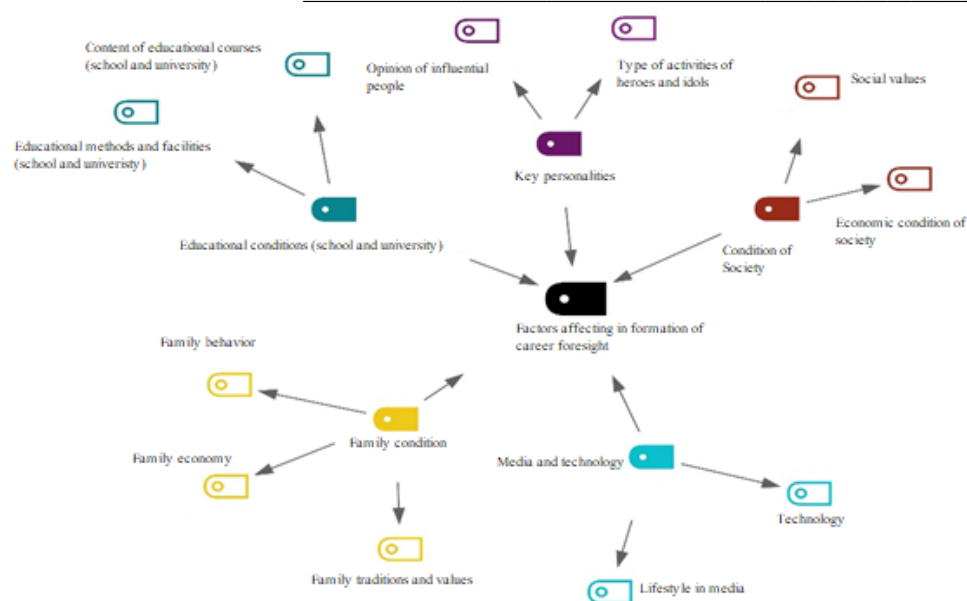 Content of educational courses
(school and university)
Opinion of influential
people
Type of activities of
heroes and idols
Social values
Educational methods and facilities
(school and univeristy)
Key personalities
Economic condition of
society
Educational conditions (school and university)
Condition of
Society
Factors affecting in formation of
career foresight
Family behavior
Family condition
Family economy
Media and technology
Technology
Family traditions and values
Lifestyle in media